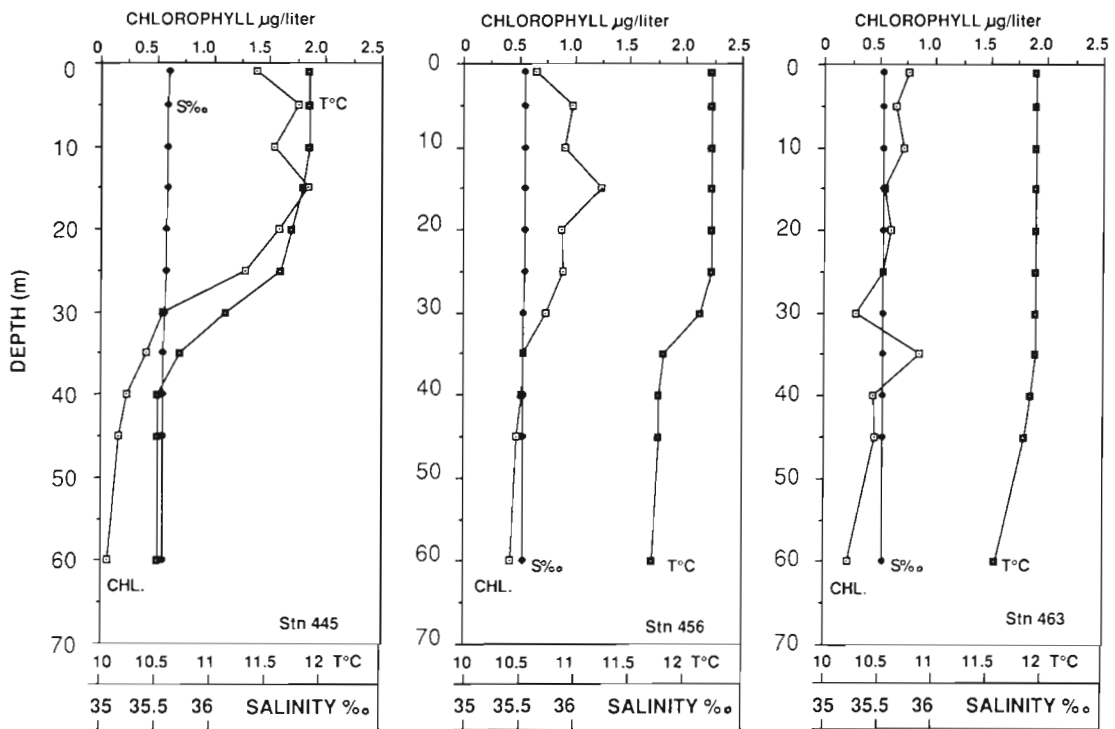 CHLOROPHYLL µg/liter CHLOROPHYLL µg/liter CHLOROPHYLL µg/liter
0 0.5 1.0 1.5 2.0 2.5 0 0.5 1.0 1.5 2.0 2.5 0 0.5 1.0 1.5 2.0 2.5
0 0 0
S‰ T°C
10 10 10
20 20 20
DEPTH (m)
30 30 30
40 40 40
50 50 50
60 60 60
CHL. CHL. S‰ T°C CHL. S‰ T°C
Stn 445 Stn 456 Stn 463
70 70 70
10 10.5 11 11.5 12 T°C 10 10.5 11 11.5 12 T°C 10 10.5 11 11.5 12 T°C
35 35.5 36 SALINITY ‰ 35 35.5 36 SALINITY ‰ 35 35.5 36 SALINITY ‰